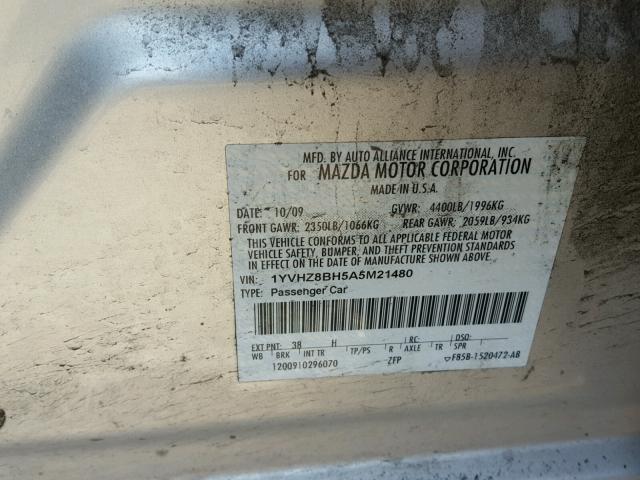 MFD. BY AUTO ALLIANCE INTERNATIONAL, INC.
FOR MAZDA MOTOR CORPORATION
MADE IN U.S.A.
DATE: 10/09 GVWR: 4400LB/1996KG
FRONT GAWR: 2350LB/1066KG REAR GAWR: 2059LB/934KG
THIS VEHICLE CONFORMS TO ALL APPLICABLE FEDERAL MOTOR
VEHICLE SAFETY, BUMPER, AND THEFT PREVENTION STANDARDS
IN EFFECT ON THE DATE OF MANUFACTURE SHOWN ABOVE.
VIN: 1YVHZ8BH5A5M21480
TYPE: Passenger Car
EXT PNT: 38 H RC: DSO:
WB BRK INT TR TP/PS R AXLE TR SPR
1200910296070 ZFP F85B-1520472-AB